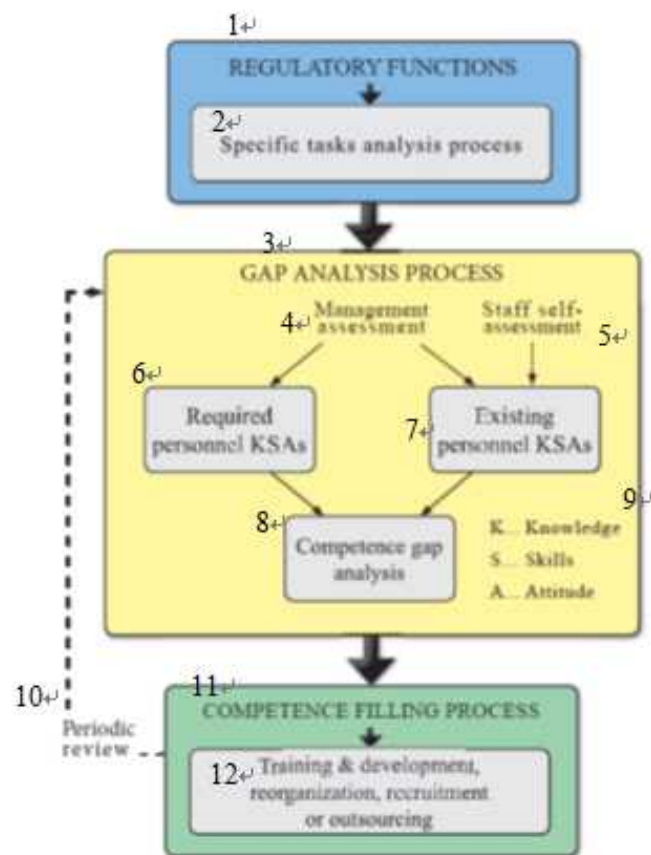 1↵
REGULATORY FUNCTIONS
2↵
Specific tasks analysis process
3↵
GAP ANALYSIS PROCESS
4↵
Management
assessment
Staff self-
assessment
5↵
6↵
Required
personnel KSAs
7↵
Existing
personnel KSAs
8↵
Competence gap
analysis
9↵
K... Knowledge
S... Skills
A... Attitude
10↵
Periodic
review
11↵
COMPETENCE FILLING PROCESS
12↵
Training & development,
reorganization, recruitment
or outsourcing